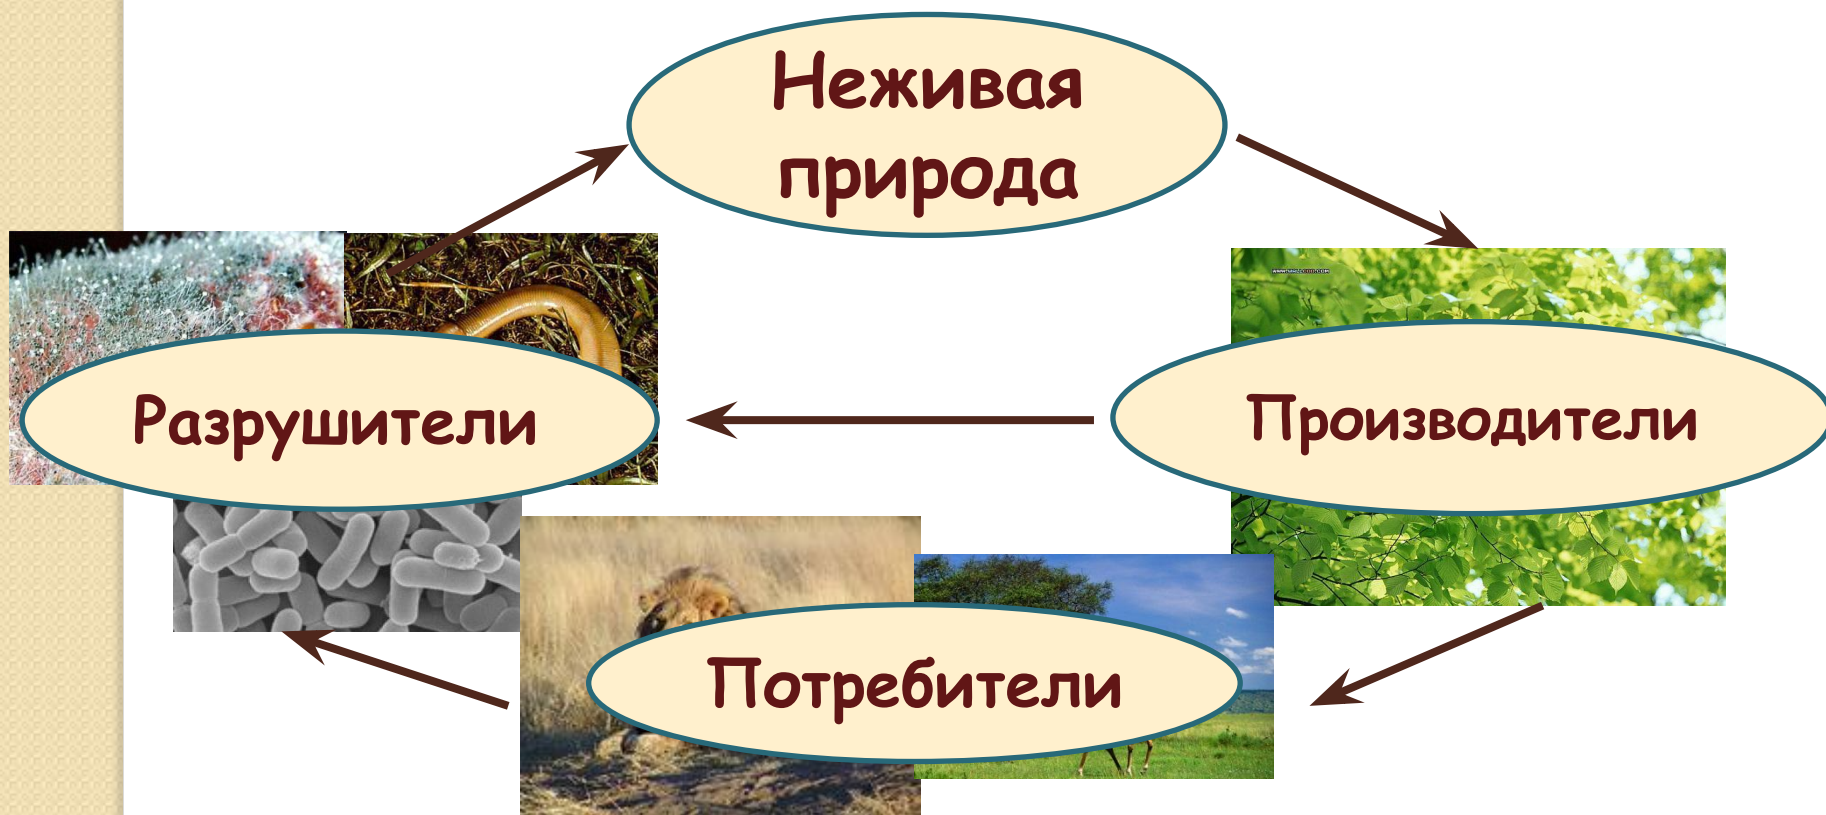 Неживая
природа
Разрушители
Производители
Потребители